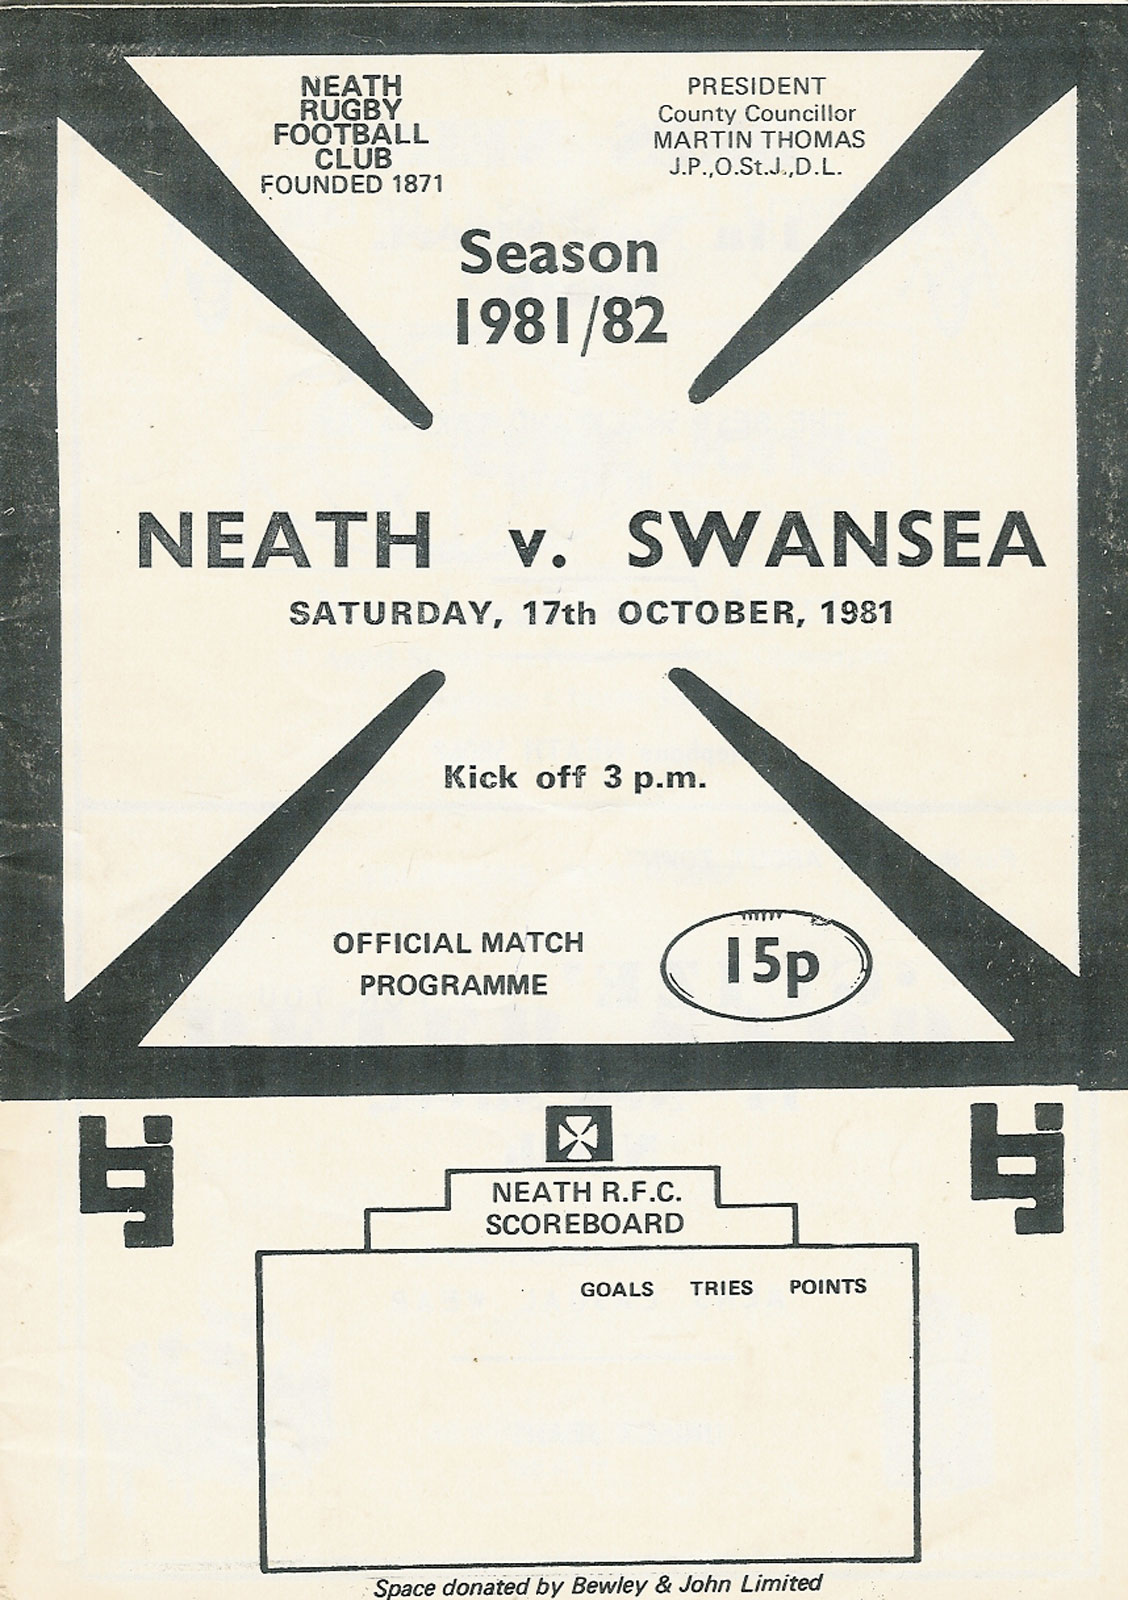 NEATH
RUGBY
FOOTBALL
CLUB
FOUNDED 1871
PRESIDENT
County Councillor
MARTIN THOMAS
J.P.,O.St.J.,D.L.
Season
1981/82
NEATH v. SWANSEA
SATURDAY, 17th OCTOBER, 1981
Kick off 3 p.m.
OFFICIAL MATCH
PROGRAMME
15p
bj
bj
NEATH R.F.C.
SCOREBOARD
GOALS TRIES POINTS
Space donated by Bewley & John Limited